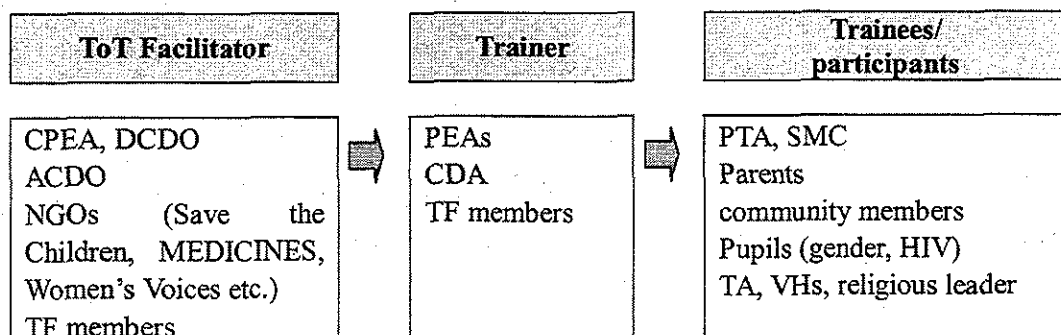 ToT Facilitator
Trainer
Trainees/
participants
CPEA, DCDO
ACDO
NGOs (Save the
Children, MEDICINES,
Women's Voices etc.)
TF members
PEAs
CDA
TF members
PTA, SMC
Parents
community members
Pupils (gender, HIV)
TA, VHs, religious leader